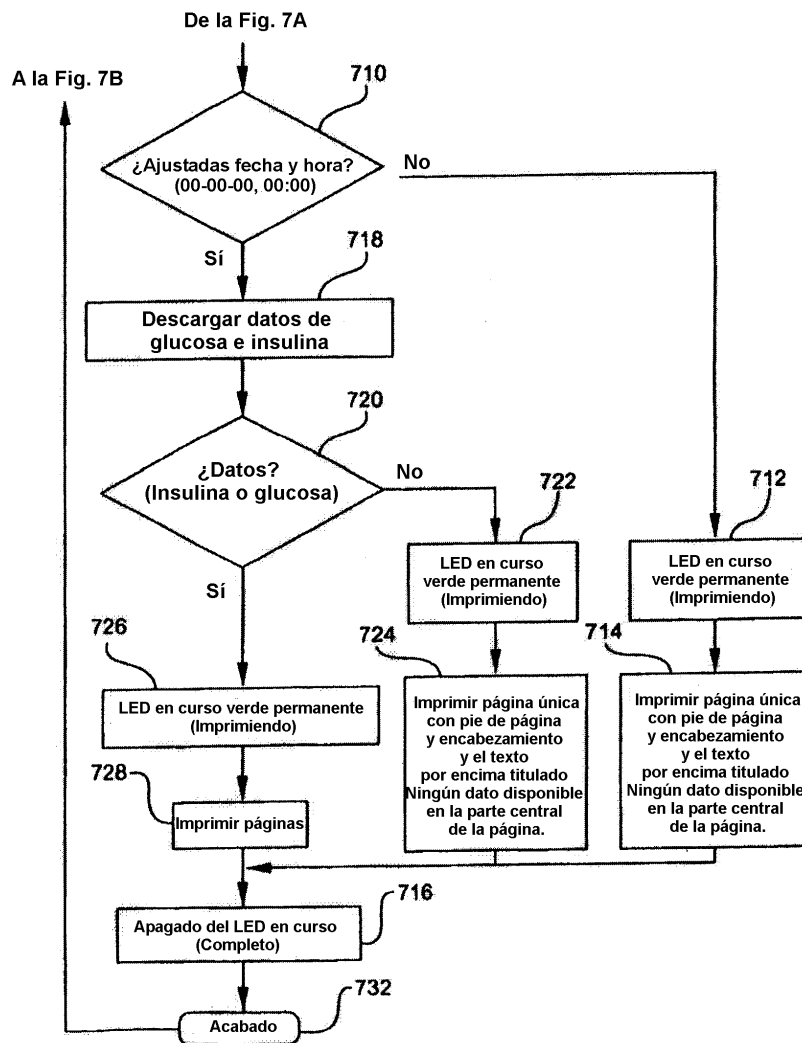 De la Fig. 7A
A la Fig. 7B
710
¿Ajustadas fecha y hora?
(00-00-00, 00:00)
No
Sí
718
Descargar datos de
glucosa e insulina
720
¿Datos?
(Insulina o glucosa)
No
Sí
722
LED en curso
verde permanente
(Imprimiendo)
712
LED en curso
verde permanente
(Imprimiendo)
726
LED en curso verde permanente
(Imprimiendo)
724
Imprimir página única
con pie de página
y encabezamiento
y el texto
por encima titulado
Ningún dato disponible
en la parte central
de la página.
714
Imprimir página única
con pie de página
y encabezamiento
y el texto
por encima titulado
Ningún dato disponible
en la parte central
de la página.
728
Imprimir páginas
716
Apagado del LED en curso
(Completo)
732
Acabado